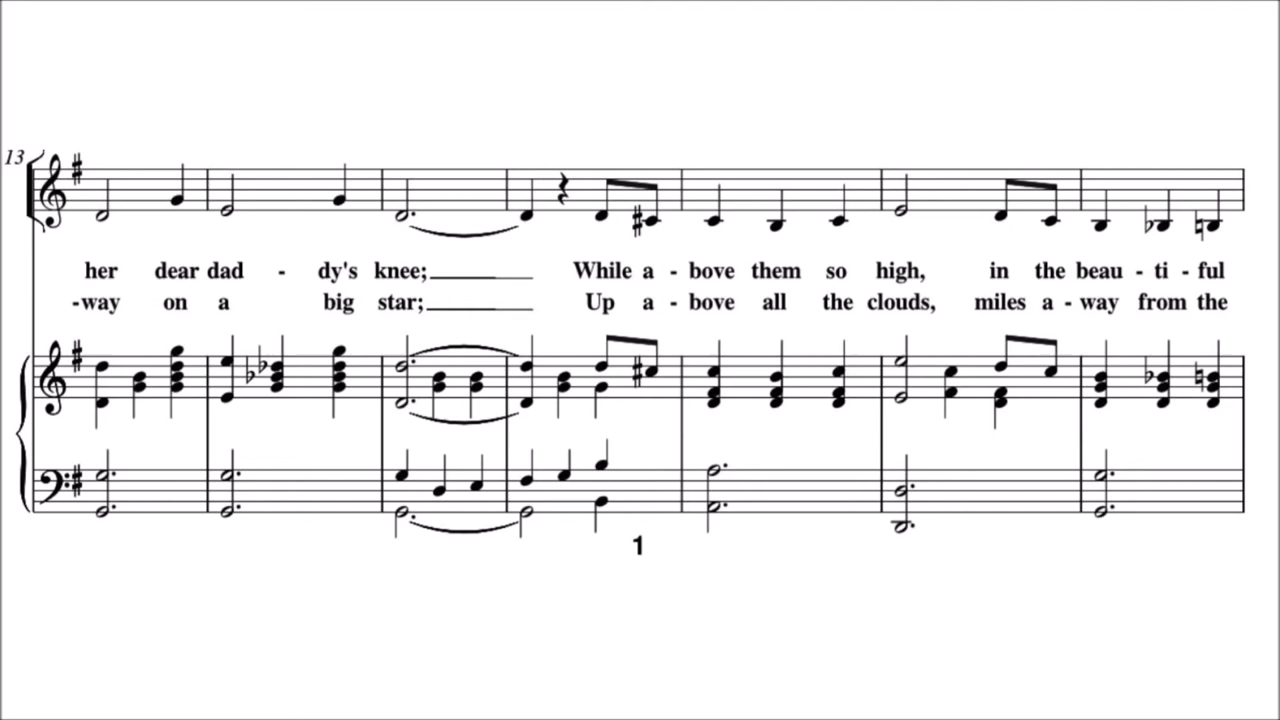 13
her dear dad - dy's knee; While a - bove them so high, in the beau - ti - ful
-way on a big star; Up a - bove all the clouds, miles a - way from the
1